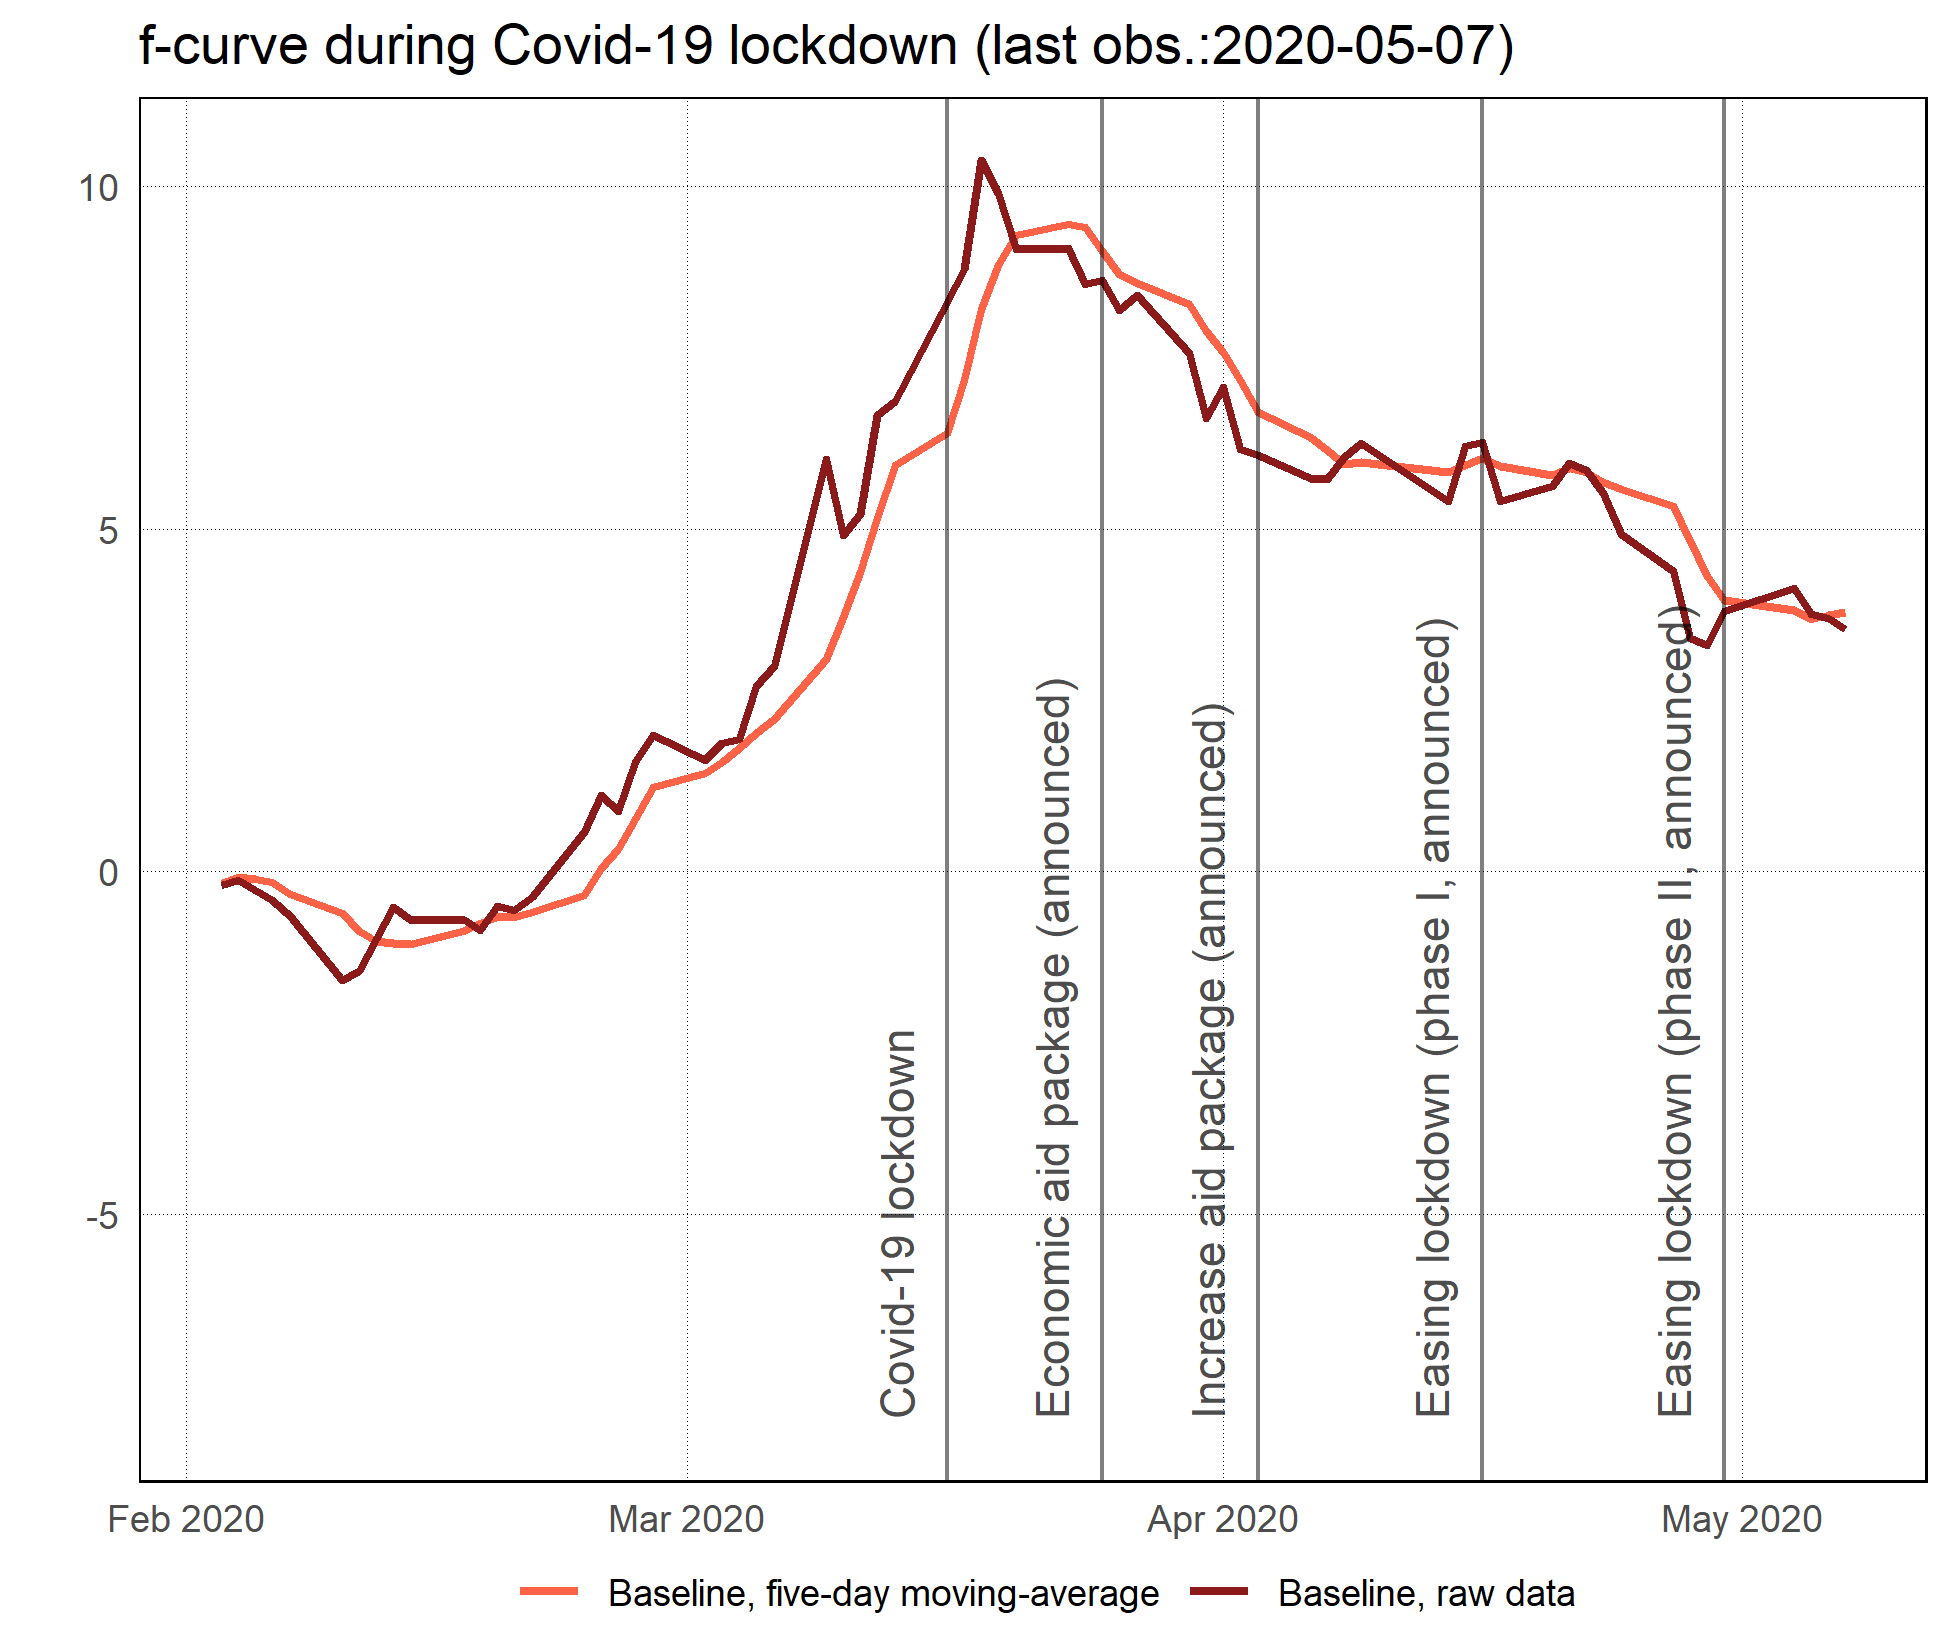 f-curve during Covid-19 lockdown (last obs.:2020-05-07)
10
5
0
-5
Covid-19 lockdown
Economic aid package (announced)
Increase aid package (announced)
Easing lockdown (phase I, announced)
Easing lockdown (phase II, announced)
Feb 2020
Mar 2020
Apr 2020
May 2020
Baseline, five-day moving-average
Baseline, raw data